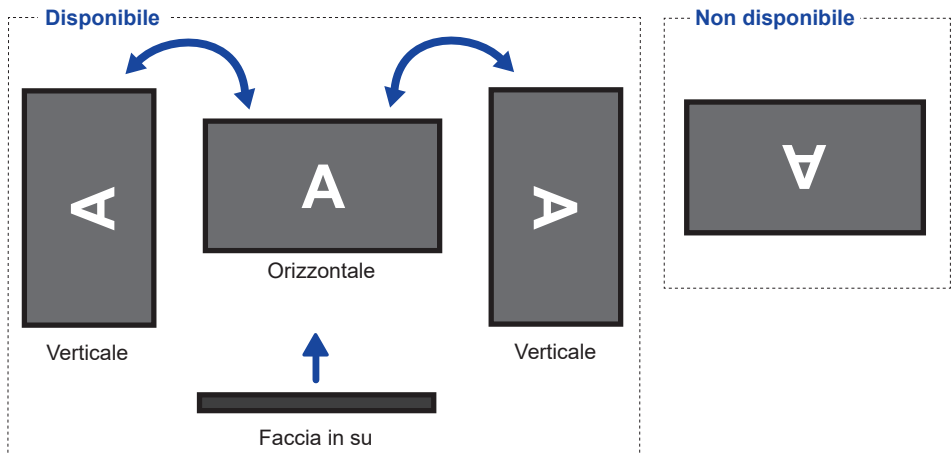 Disponibile
Non disponibile
A
A
A
A
Orizzontale
Verticale
Verticale
Faccia in su